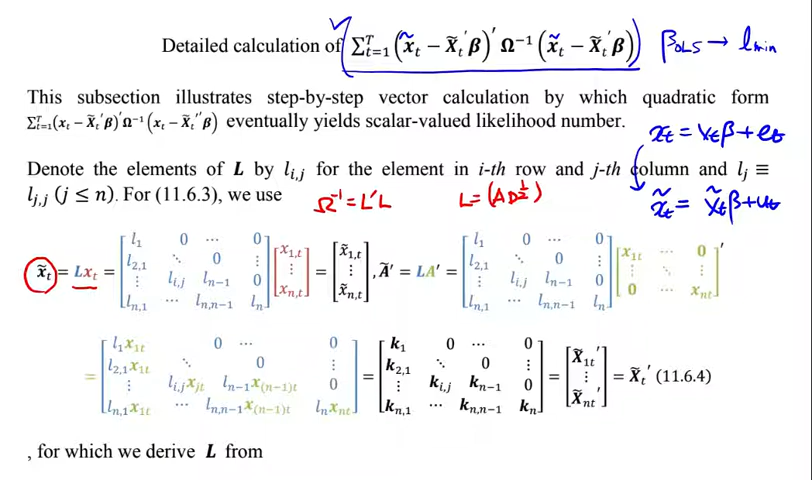 Detailed calculation of Σ_{t=1}^{T} (x̃_t − X̃_t′β)′ Ω⁻¹ (x̃_t − X̃_t′β) β_OLS → l_min
This subsection illustrates step-by-step vector calculation by which quadratic form
Σ_{t=1}^{T}(x_t − X̃_t′β)′Ω⁻¹(x_t − X̃_t′′β) eventually yields scalar-valued likelihood number.
x_t = X_tβ + e_t
Denote the elements of L by l_{i,j} for the element in i-th row and j-th column and l_j ≡
l_{j,j} (j ≤ n). For (11.6.3), we use Ω⁻¹ = L′L L = (AD^{½}) x̃_t = X̃_tβ + u_t
x̃_t = Lx_t = [l_1 0 ⋯ 0; l_{2,1} ⋱ 0 ⋮; ⋮ l_{i,j} l_{n−1} 0; l_{n,1} ⋯ l_{n,n−1} l_n] [x_{1,t}; ⋮; x_{n,t}] = [x̃_{1,t}; ⋮; x̃_{n,t}], Ã′ = LA′ = [l_1 0 ⋯ 0; l_{2,1} ⋱ 0 ⋮; ⋮ l_{i,j} l_{n−1} 0; l_{n,1} ⋯ l_{n,n−1} l_n] [x_{1t} ⋯ 0; ⋮ ⋱ ⋮; 0 ⋯ x_{nt}]′
= [l_1x_{1t} 0 ⋯ 0; l_{2,1}x_{1t} ⋱ 0 ⋮; ⋮ l_{i,j}x_{jt} l_{n−1}x_{(n−1)t} 0; l_{n,1}x_{1t} ⋯ l_{n,n−1}x_{(n−1)t} l_nx_{nt}] = [k_1 0 ⋯ 0; k_{2,1} ⋱ 0 ⋮; ⋮ k_{i,j} k_{n−1} 0; k_{n,1} ⋯ k_{n,n−1} k_n] = [X̃_{1t}′; ⋮; X̃_{nt}′] = X̃_t′ (11.6.4)
, for which we derive L from